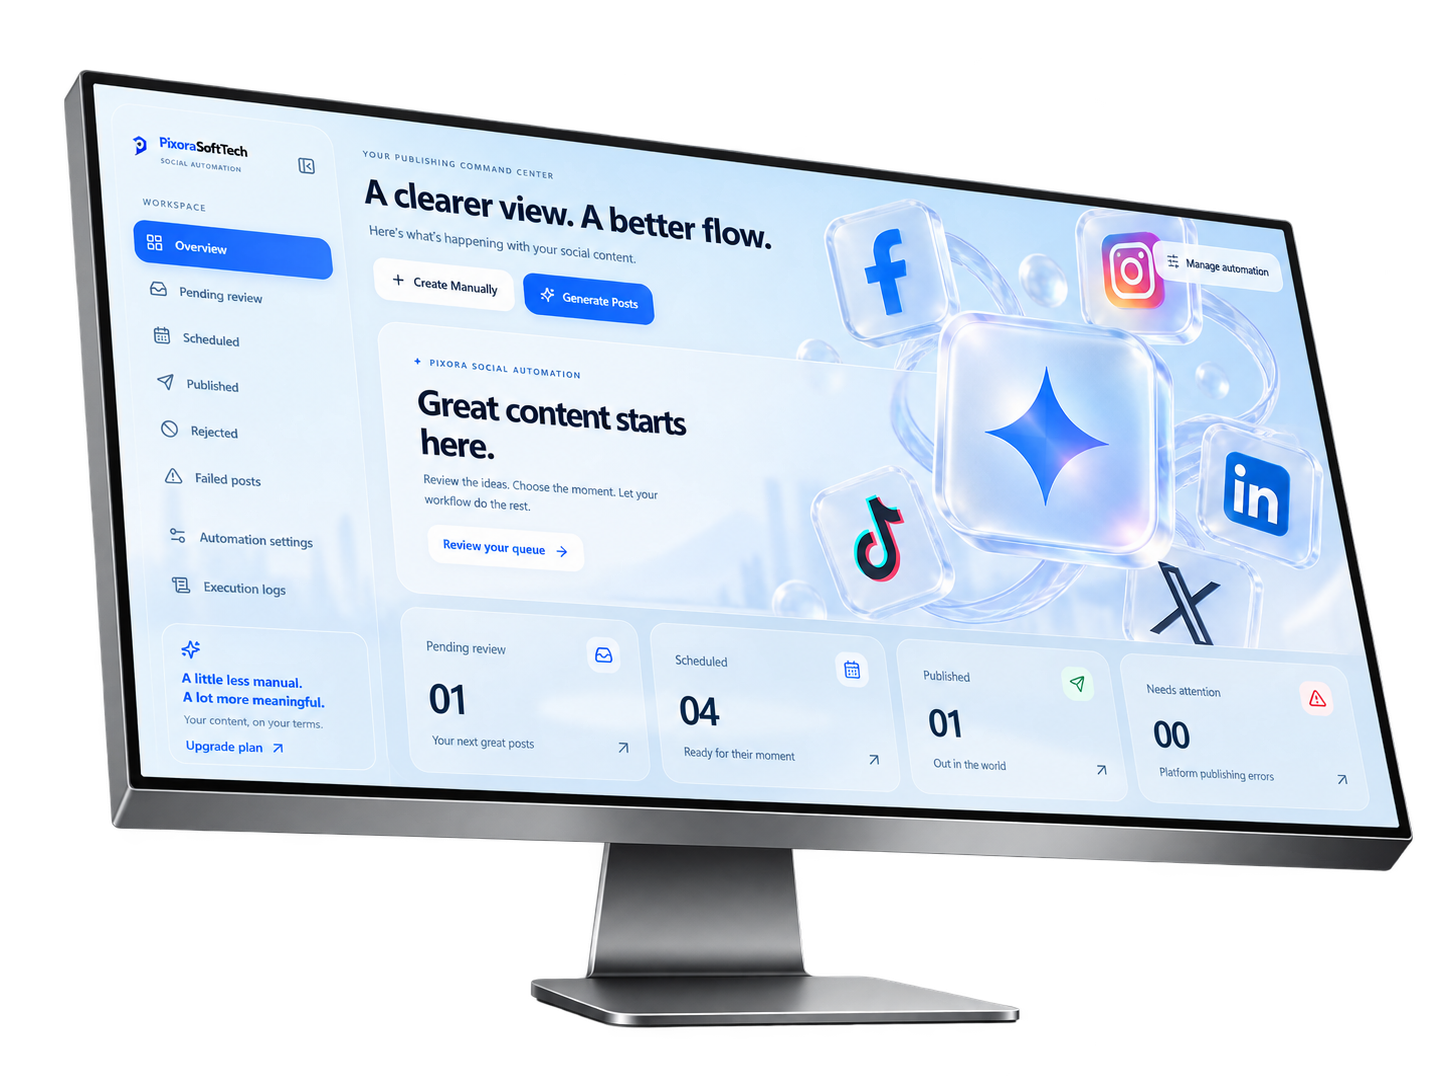 PixoraSoftTech
SOCIAL AUTOMATION
WORKSPACE
Overview
Pending review
Scheduled
Published
Rejected
Failed posts
Automation settings
Execution logs
A little less manual.
A lot more meaningful.
Your content, on your terms.
Upgrade plan
YOUR PUBLISHING COMMAND CENTER
A clearer view. A better flow.
Here's what's happening with your social content.
Create Manually
Generate Posts
Manage automation
PIXORA SOCIAL AUTOMATION
Great content starts
here.
Review the ideas. Choose the moment. Let your
workflow do the rest.
Review your queue
in
Pending review
01
Your next great posts
Scheduled
04
Ready for their moment
Published
01
Out in the world
Needs attention
00
Platform publishing errors